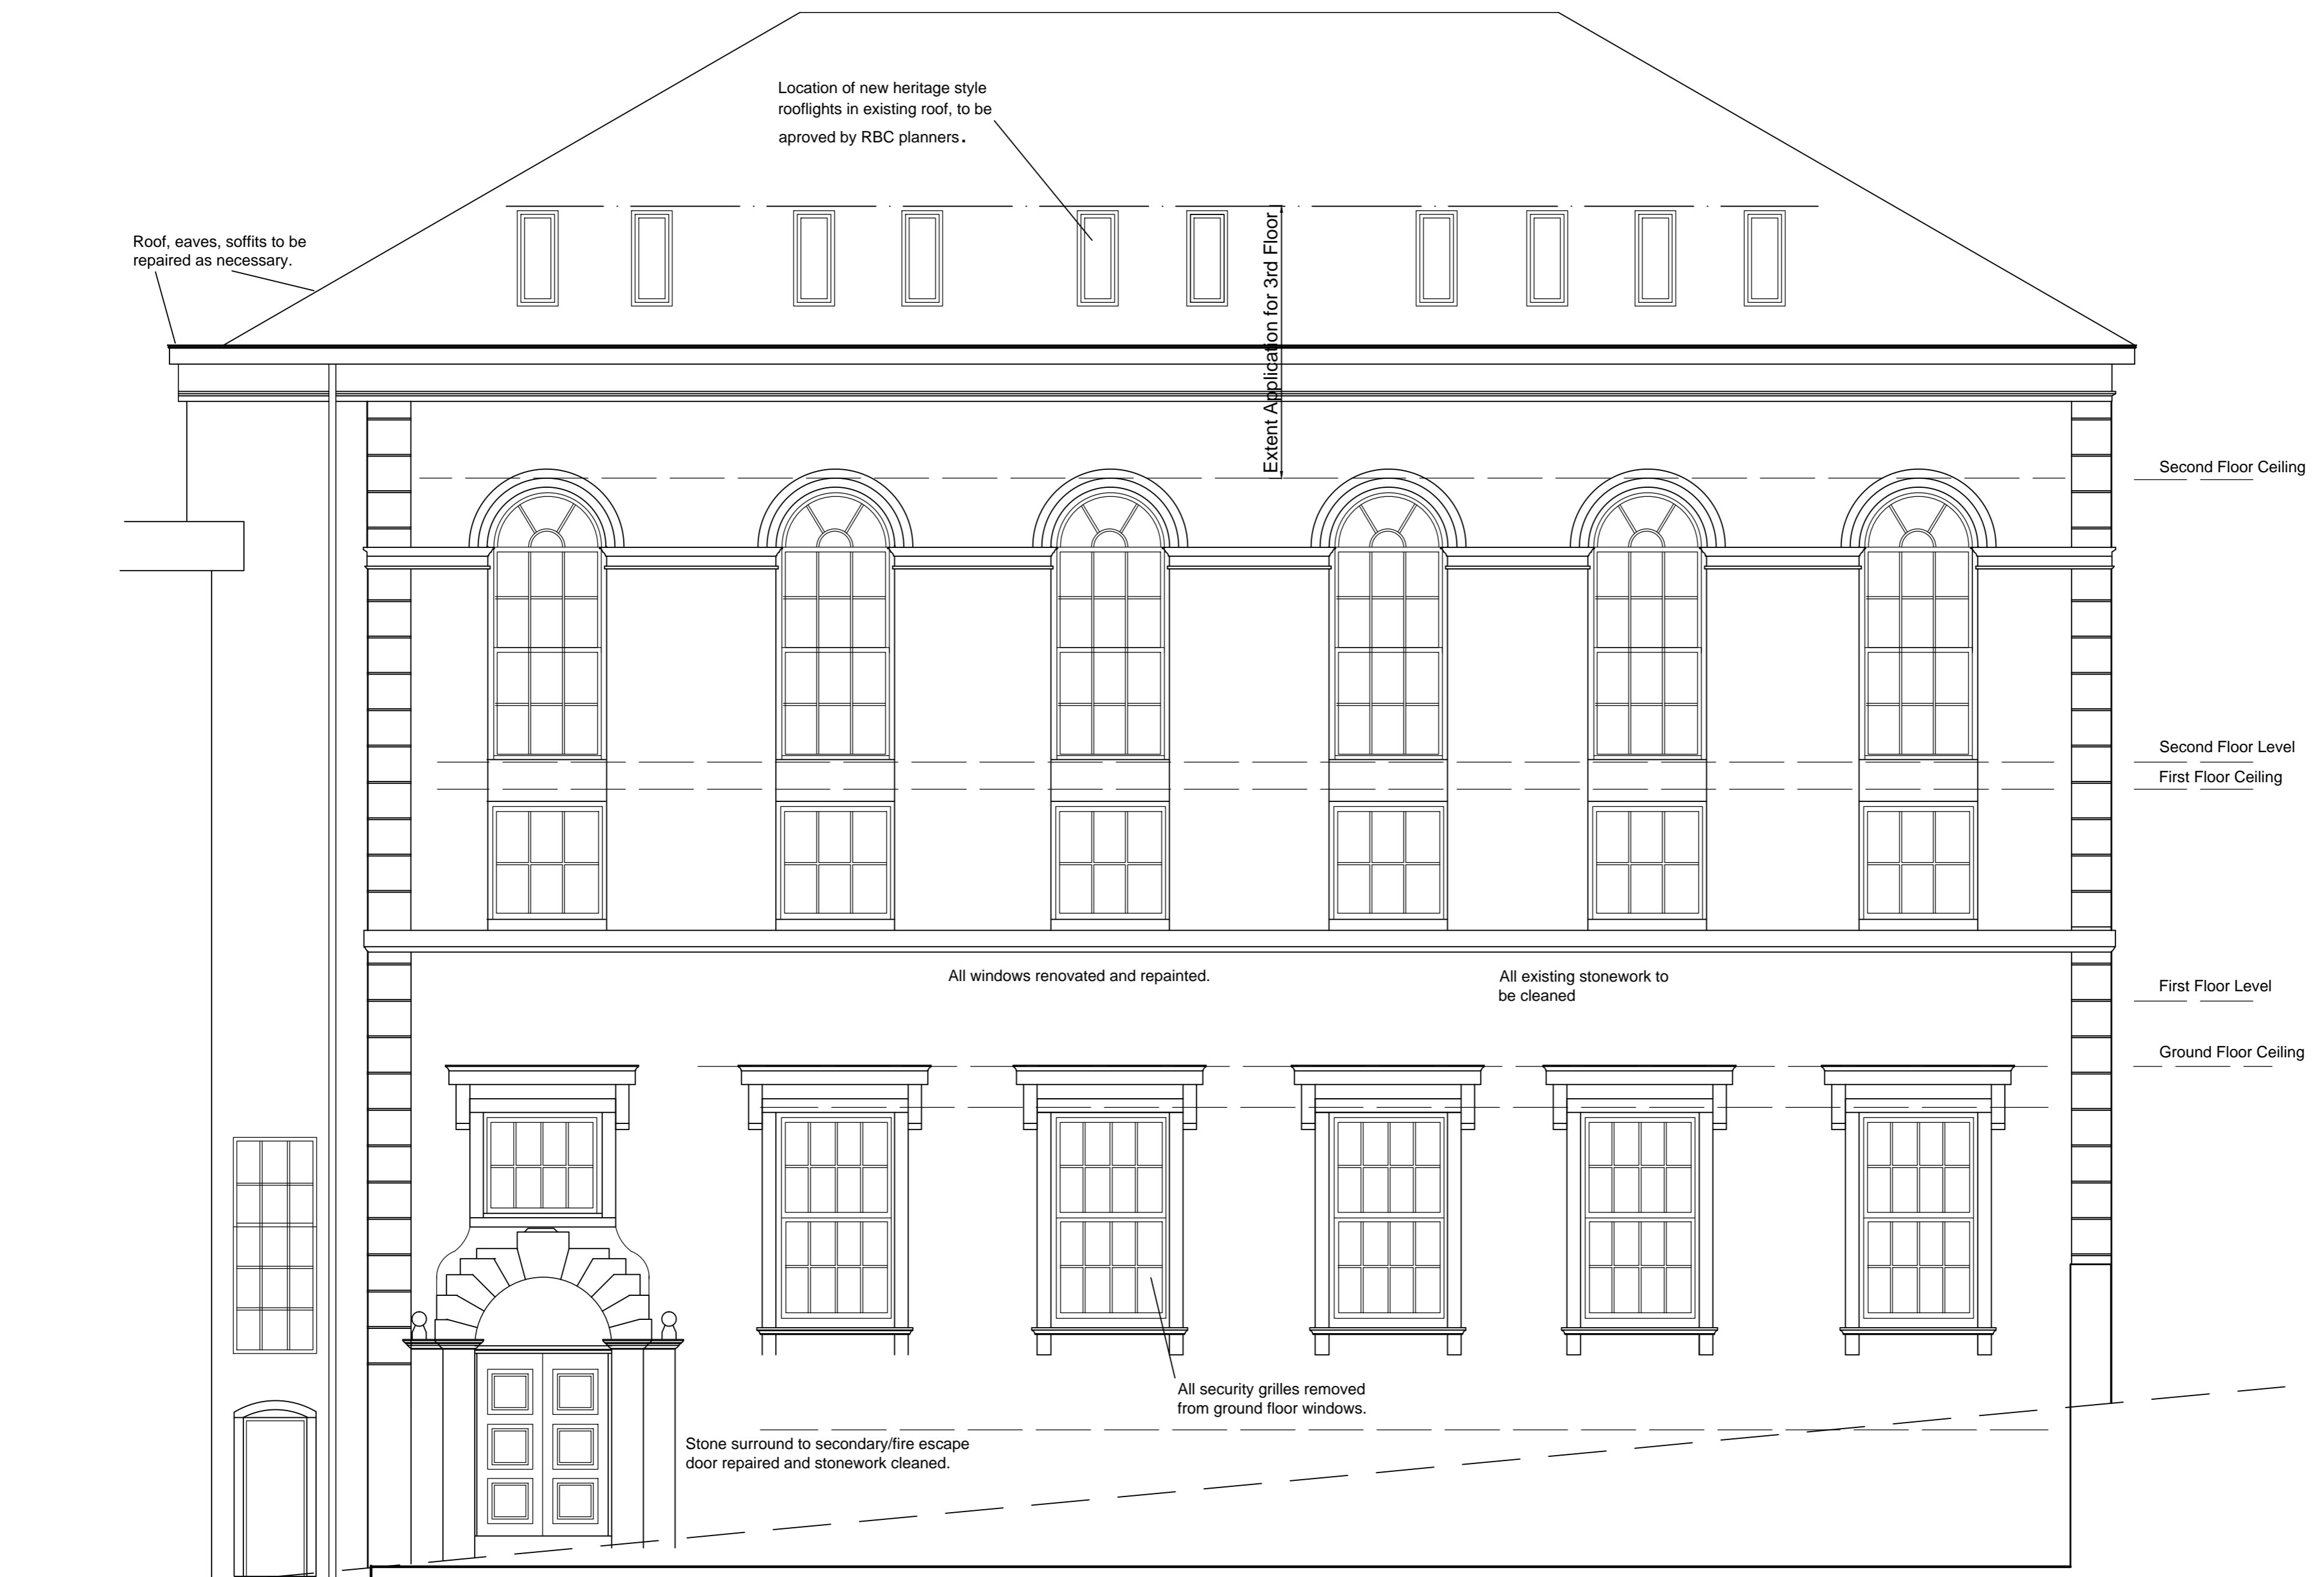 Location of new heritage style
rooflights in existing roof, to be
aproved by RBC planners.
Roof, eaves, soffits to be
repaired as necessary.
Extent Application for 3rd Floor
Second Floor Ceiling
Second Floor Level
First Floor Ceiling
All windows renovated and repainted.
All existing stonework to
be cleaned
First Floor Level
Ground Floor Ceiling
All security grilles removed
from ground floor windows.
Stone surround to secondary/fire escape
door repaired and stonework cleaned.